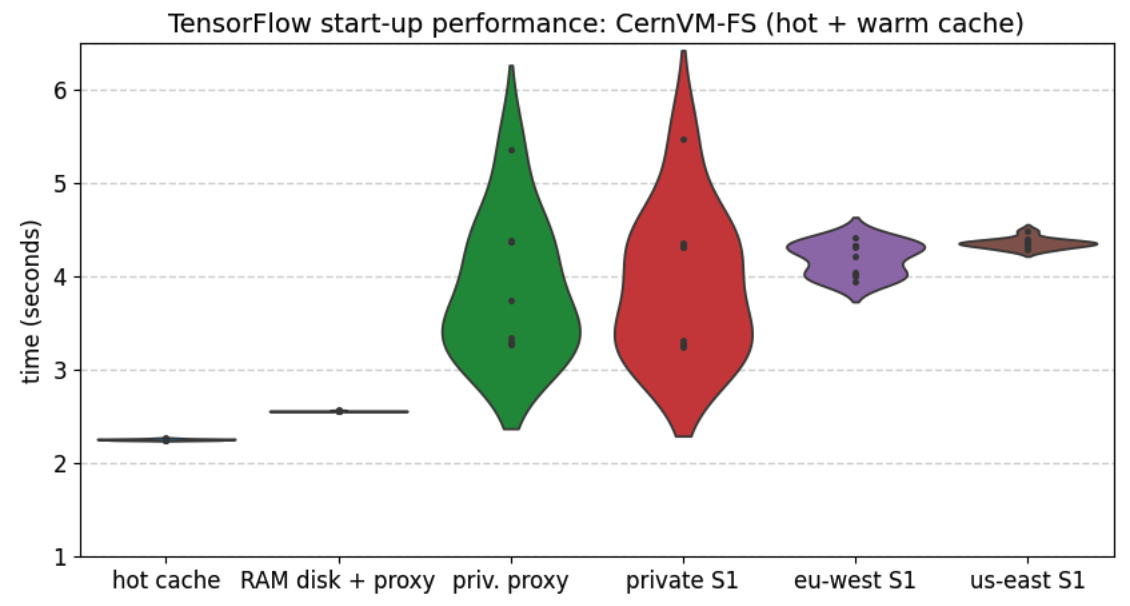 TensorFlow start-up performance: CernVM-FS (hot + warm cache)
6
5
4
3
2
1
time (seconds)
hot cache RAM disk + proxy priv. proxy private S1 eu-west S1 us-east S1